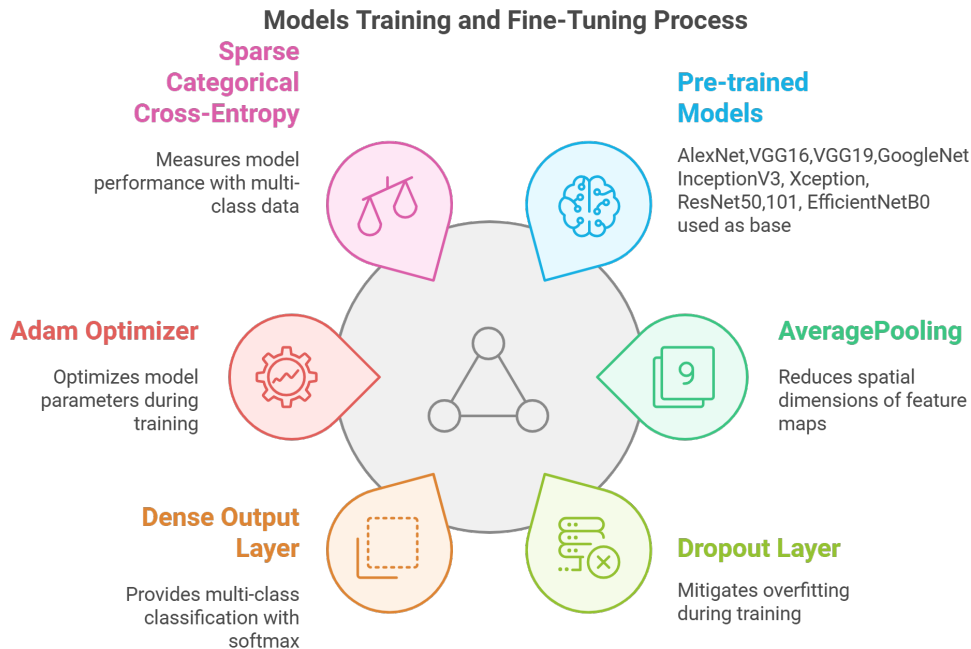 Models Training and Fine-Tuning Process
Sparse
Categorical
Cross-Entropy
Measures model
performance with multi-
class data
Pre-trained
Models
AlexNet,VGG16,VGG19,GoogleNet
InceptionV3, Xception,
ResNet50,101, EfficientNetB0
used as base
Adam Optimizer
Optimizes model
parameters during
training
9
AveragePooling
Reduces spatial
dimensions of feature
maps
Dense Output
Layer
Provides multi-class
classification with
softmax
Dropout Layer
Mitigates overfitting
during training